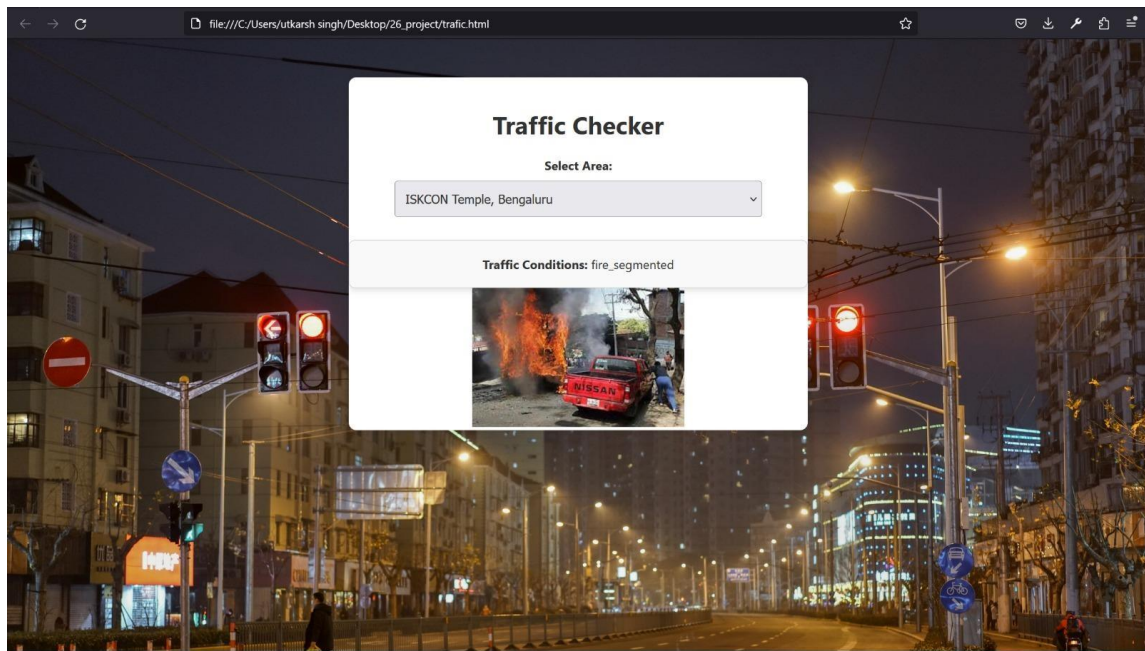 file:///C:/Users/utkarsh singh/Desktop/26_project/trafic.html
Traffic Checker
Select Area:
ISKCON Temple, Bengaluru
Traffic Conditions: fire_segmented
NISSAN